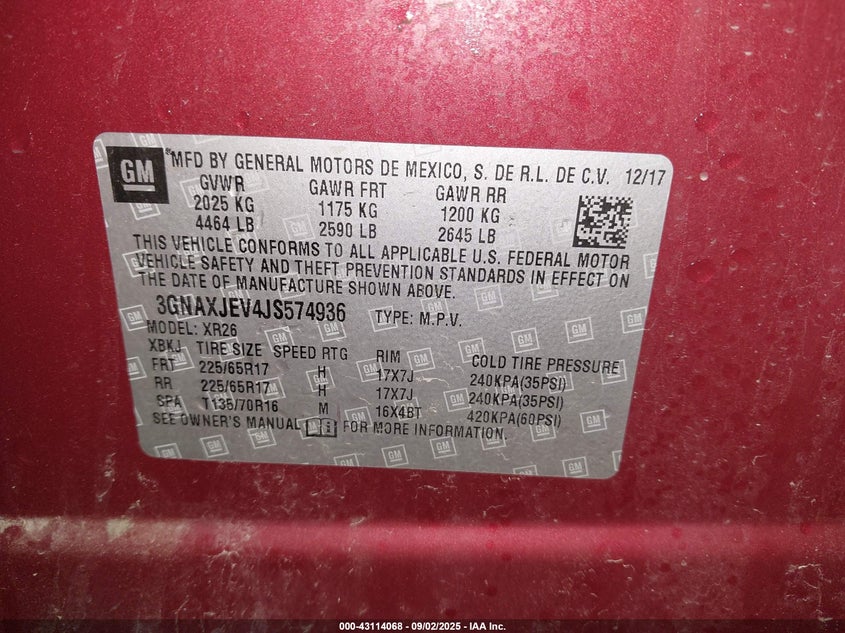 GM
MFD BY GENERAL MOTORS DE MEXICO, S. DE R.L. DE C.V. 12/17
GVWR GAWR FRT GAWR RR
2025 KG 1175 KG 1200 KG
4464 LB 2590 LB 2645 LB
THIS VEHICLE CONFORMS TO ALL APPLICABLE U.S. FEDERAL MOTOR
VEHICLE SAFETY AND THEFT PREVENTION STANDARDS IN EFFECT ON
THE DATE OF MANUFACTURE SHOWN ABOVE.
3GNAXJEV4JS574936 TYPE: M.P.V.
MODEL: XR26
XBKJ TIRE SIZE SPEED RTG RIM COLD TIRE PRESSURE
FRT 225/65R17 H 17X7J 240KPA(35PSI)
RR 225/65R17 H 17X7J 240KPA(35PSI)
SPA T135/70R16 M 16X4BT 420KPA(60PSI)
SEE OWNER'S MANUAL FOR MORE INFORMATION.
000-43114068 - 09/02/2025 - IAA Inc.